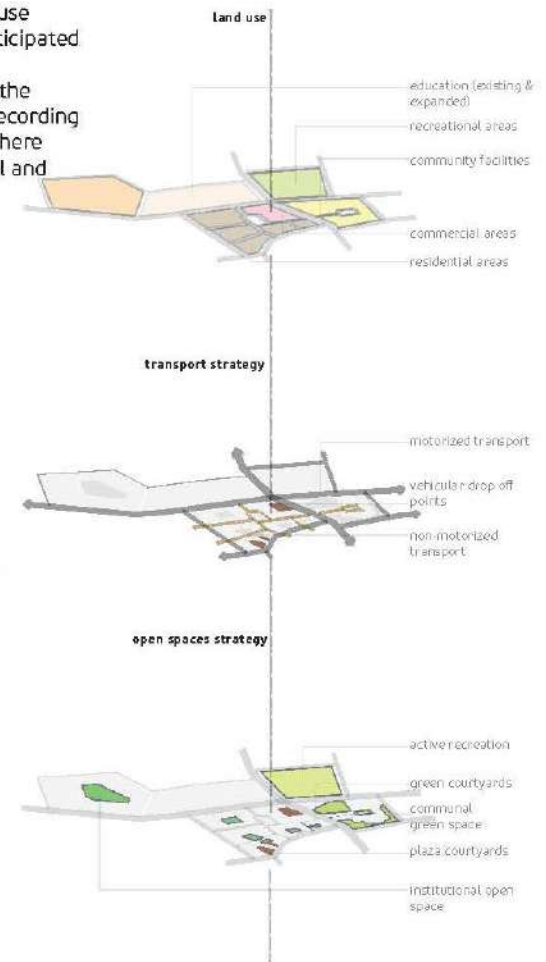 use
ticipated
the
ecording
here
l and
land use
education (existing &
expanded)
recreational areas
community facilities
commercial areas
residential areas
transport strategy
motorized transport
vehicular drop off
points
non-motorized
transport
open spaces strategy
active recreation
green courtyards
communal
green space
plaza courtyards
institutional open
space